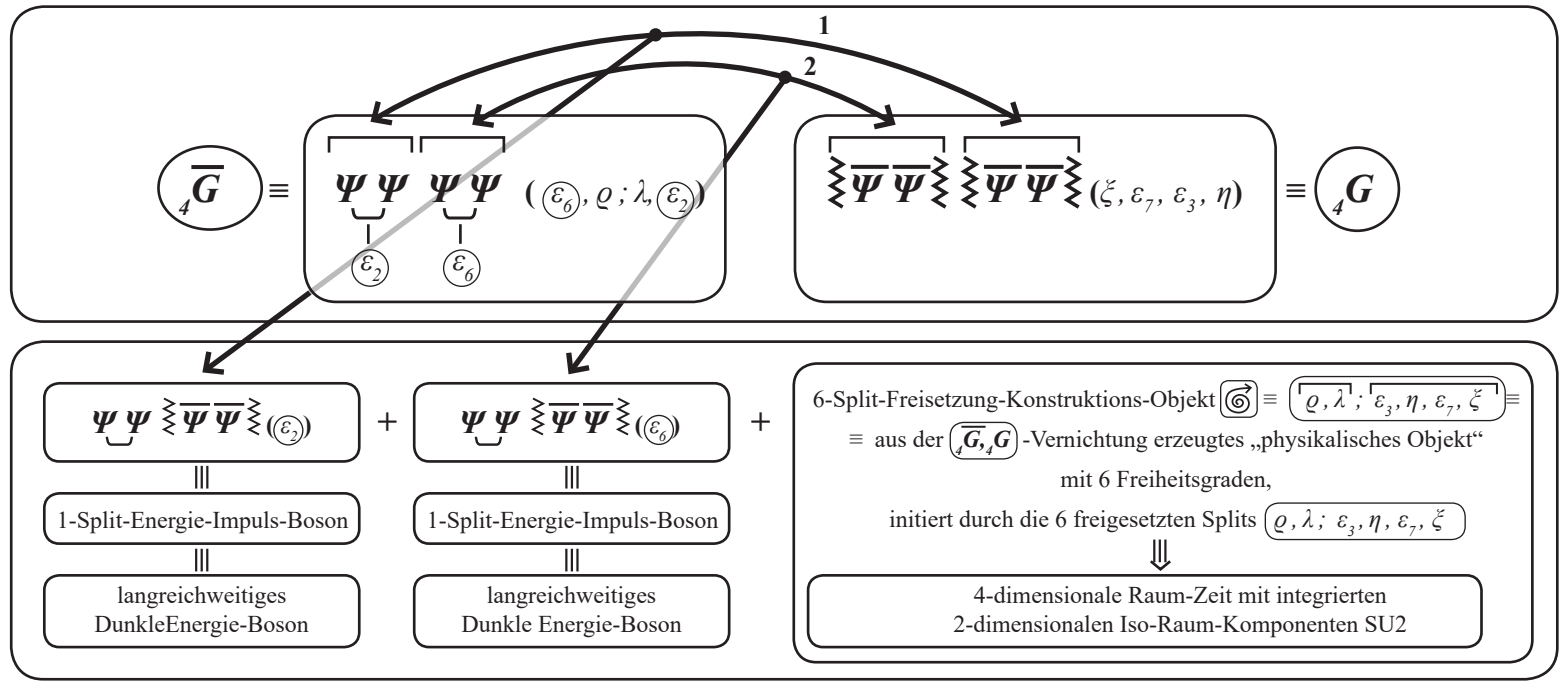 1
2
₄G̅ ≡ ΨΨ ΨΨ (ε₆, ϱ ; λ, ε₂)
ε₂ ε₆
Ψ̅ Ψ̅ Ψ̅ Ψ̅ (ξ, ε₇, ε₃, η) ≡ ₄G
ΨΨ Ψ̅ Ψ̅ (ε₂)
+
ΨΨ Ψ̅ Ψ̅ (ε₆)
+
|||
1-Split-Energie-Impuls-Boson
|||
langreichweitiges
DunkleEnergie-Boson
|||
1-Split-Energie-Impuls-Boson
|||
langreichweitiges
Dunkle Energie-Boson
6-Split-Freisetzung-Konstruktions-Objekt ≡ ϱ, λ ; ε₃, η, ε₇, ξ ≡
≡ aus der ₄G̅, ₄G -Vernichtung erzeugtes „physikalisches Objekt“
mit 6 Freiheitsgraden,
initiert durch die 6 freigesetzten Splits ϱ, λ; ε₃, η, ε₇, ξ
4-dimensionale Raum-Zeit mit integrierten
2-dimensionalen Iso-Raum-Komponenten SU2